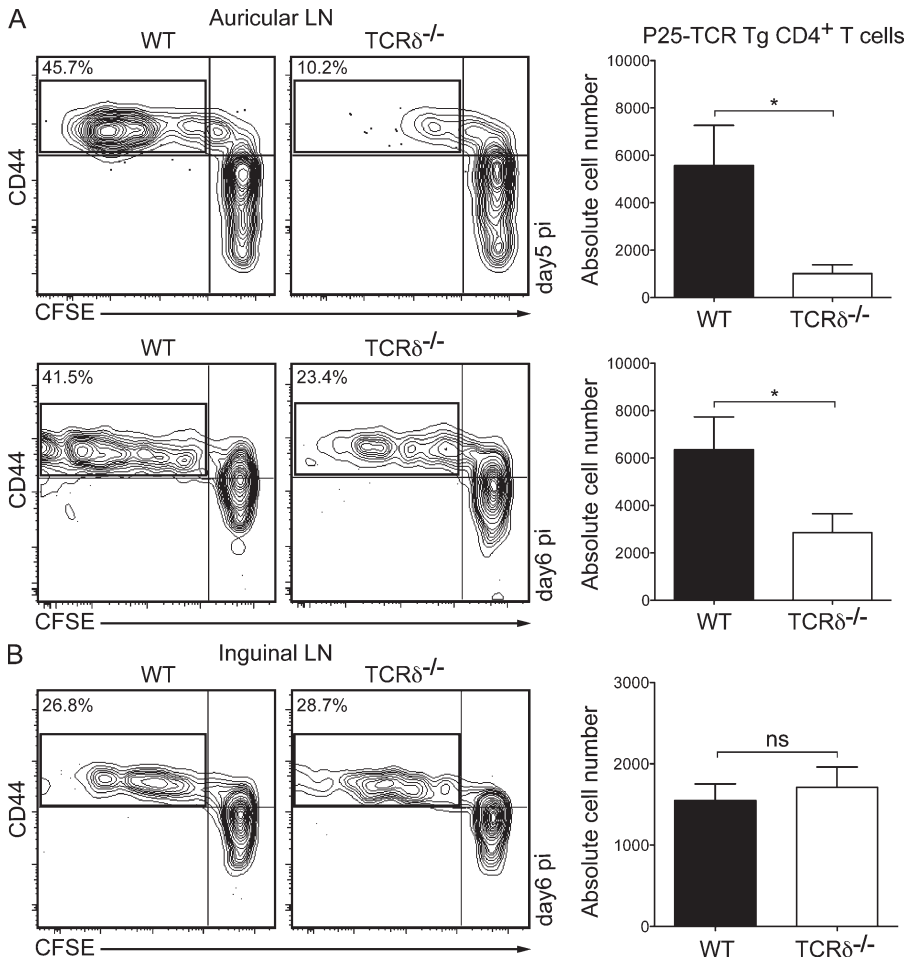 A
Auricular LN
WT
TCRδ-/-
P25-TCR Tg CD4+ T cells
45.7%
10.2%
CD44
CFSE
day5 pi
Absolute cell number
10000
8000
6000
4000
2000
0
*
WT
TCRδ-/-
WT
TCRδ-/-
41.5%
23.4%
CD44
CFSE
day6 pi
Absolute cell number
10000
8000
6000
4000
2000
0
*
WT
TCRδ-/-
B
Inguinal LN
WT
TCRδ-/-
26.8%
28.7%
CD44
CFSE
day6 pi
Absolute cell number
3000
2000
1000
0
ns
WT
TCRδ-/-